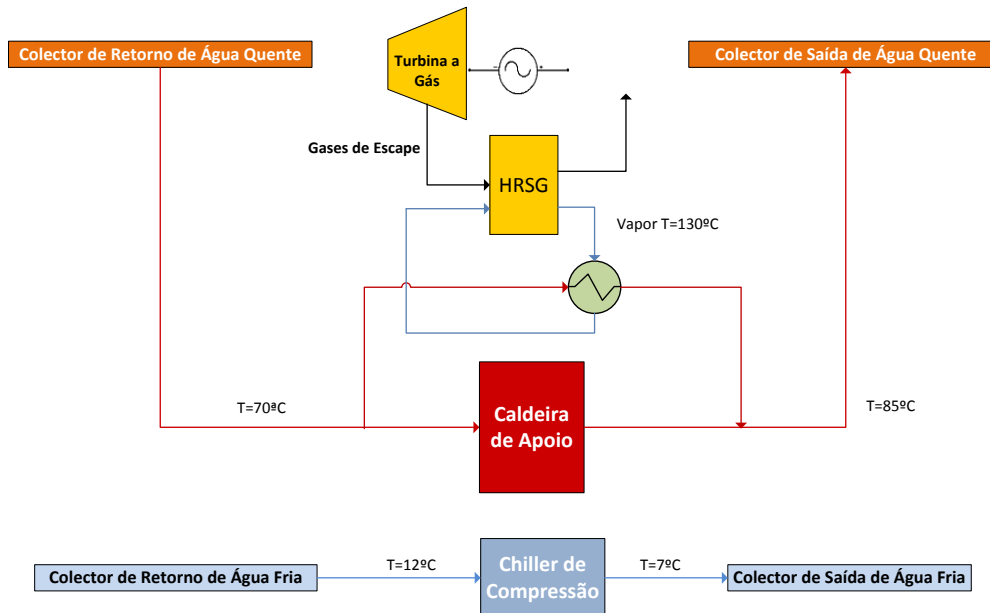 Colector de Retorno de Água Quente
Turbina a
Gás
Colector de Saída de Água Quente
Gases de Escape
HRSG
Vapor T=130ºC
T=70ªC
Caldeira
de Apoio
T=85ºC
Colector de Retorno de Água Fria
T=12ºC
Chiller de
Compressão
T=7ºC
Colector de Saída de Água Fria